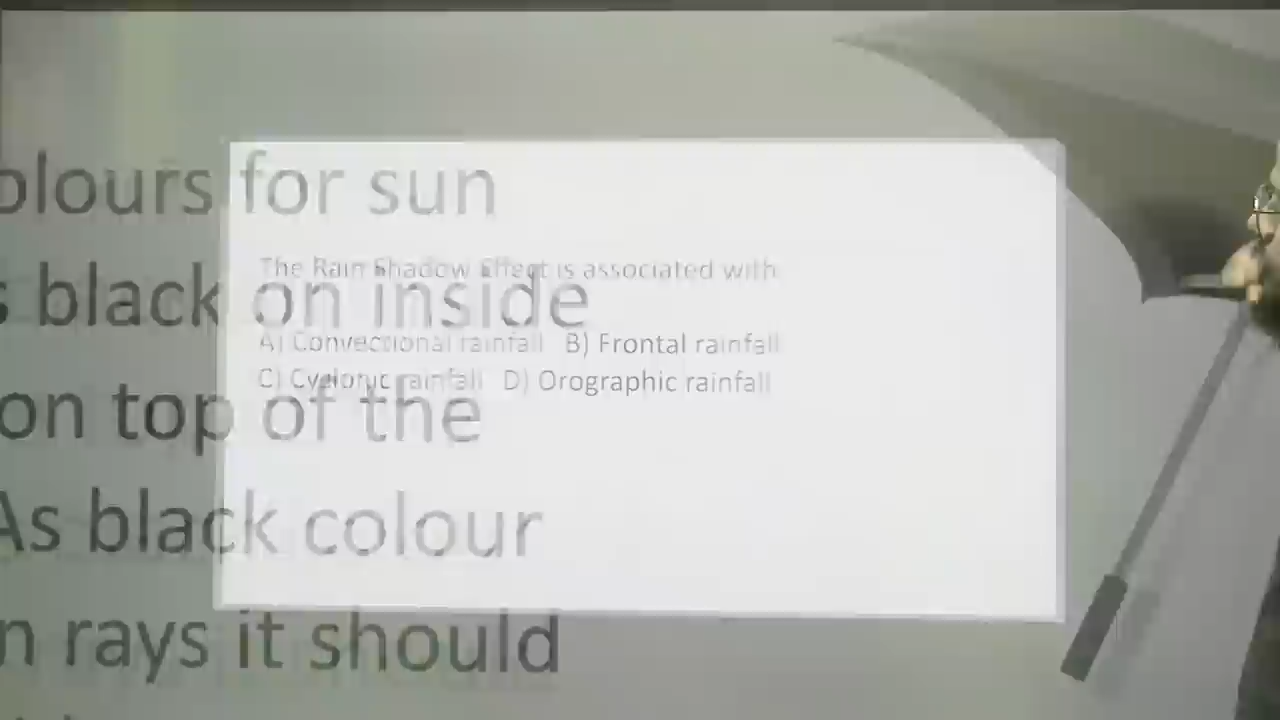 olours for sun
s black on inside
on top of the
As black colour
n rays it should
The Rain Shadow Effect is associated with
A) Convectional rainfall B) Frontal rainfall
C) Cyclonic rainfall D) Orographic rainfall